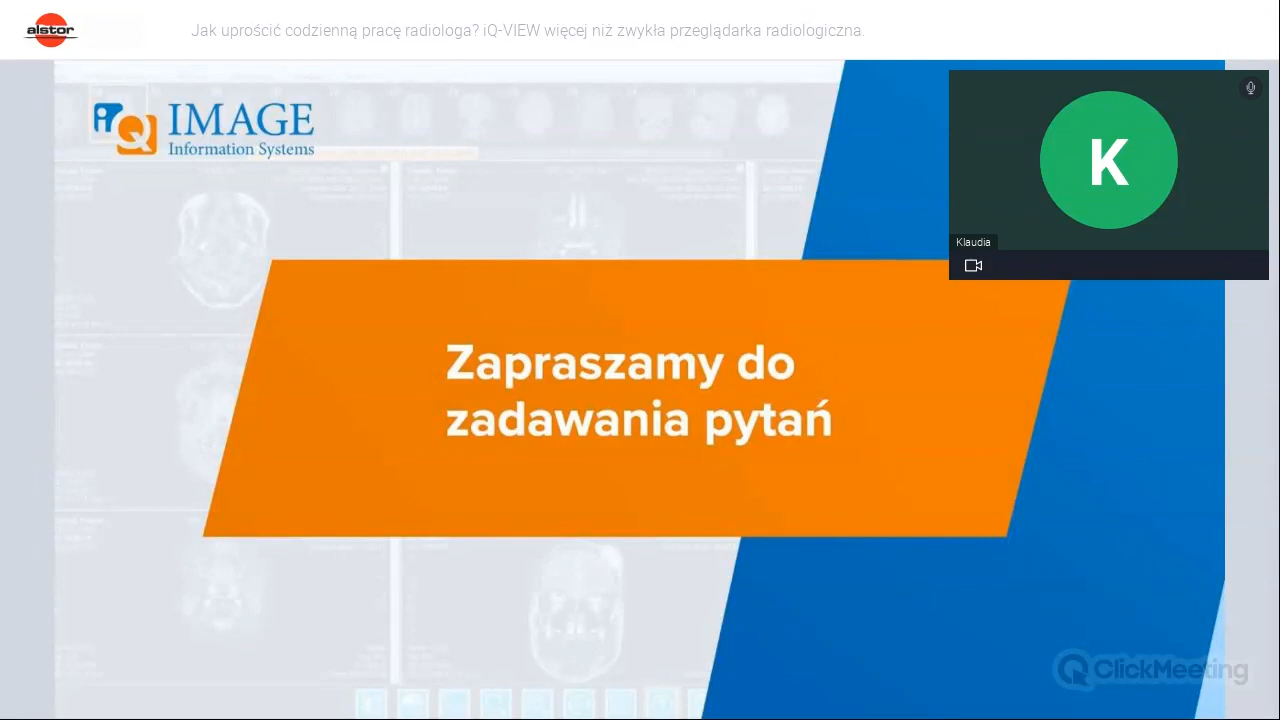 alstor
Jak uprościć codzienną pracę radiologa? Q-VIEW więcej niż zwykła przeglądarka radiologiczna.
iTQ IMAGE
Information Systems
K
Klaudia
Zapraszamy do
zadawania pytań
ClickMeeting